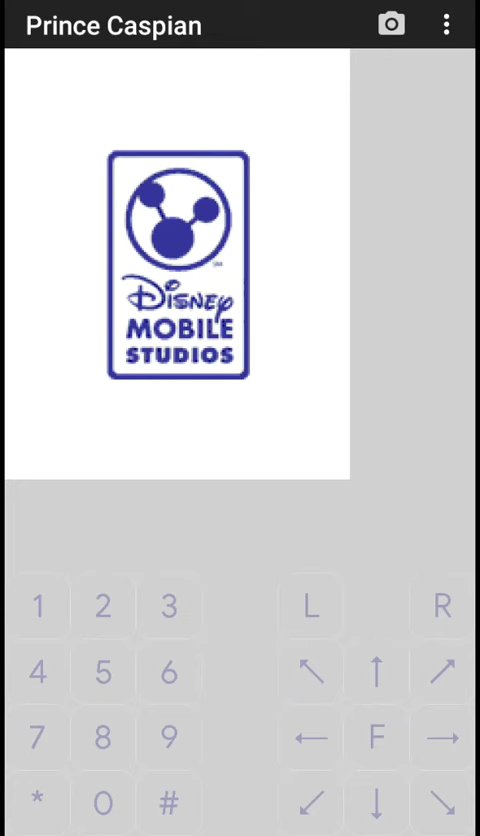 Prince Caspian
Disney
MOBILE
STUDIOS
1 2 3 L R
4 5 6 ↖ ↑ ↗
7 8 9 ← F →
* 0 # ↙ ↓ ↘